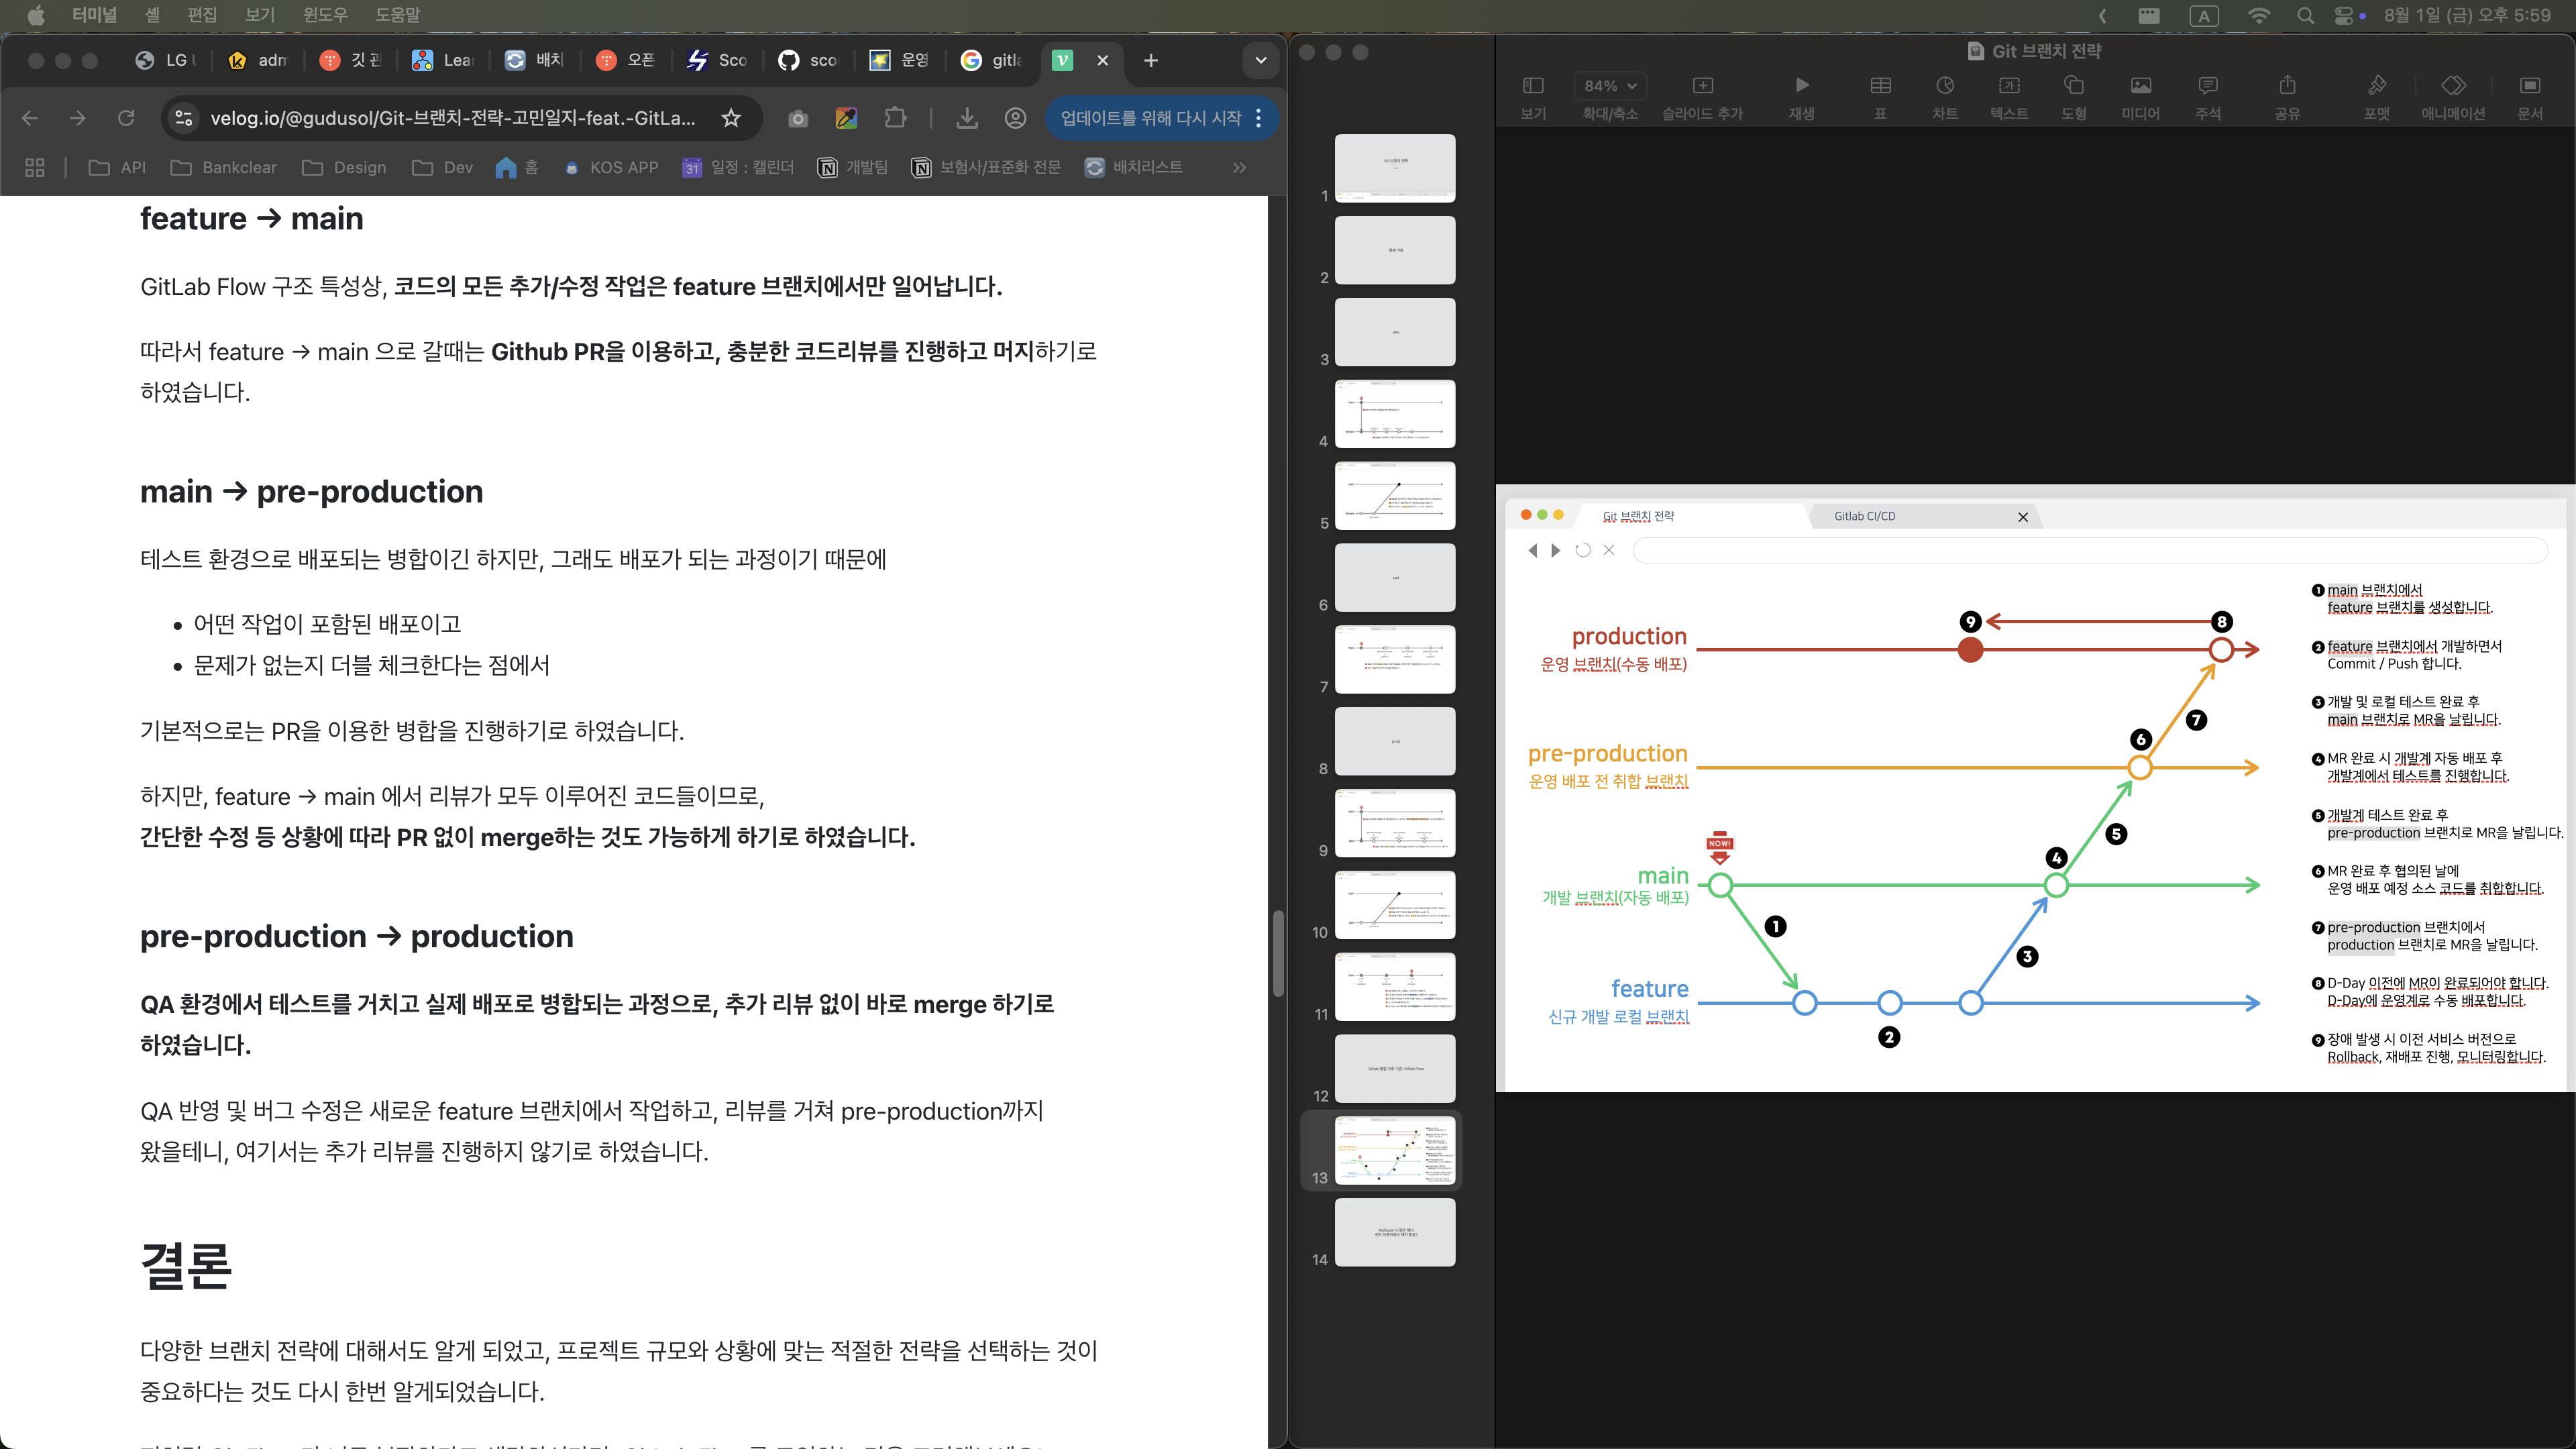 터미널 셸 편집 보기 윈도우 도움말
A 8월 1일 (금) 오후 5:59
LG adm 깃 Lea 배치 오픈 Sco sco 운영 gitla
velog.io/@gudusol/Git-브랜치-전략-고민일지-feat.-GitLa...
업데이트를 위해 다시 시작
API Bankclear Design Dev 홈 KOS APP 31 일정 : 캘린더 개발팀 보험사/표준화 전문 배치리스트
feature → main
GitLab Flow 구조 특성상, 코드의 모든 추가/수정 작업은 feature 브랜치에서만 일어납니다.
따라서 feature → main 으로 갈때는 Github PR을 이용하고, 충분한 코드리뷰를 진행하고 머지하기로
하였습니다.
main → pre-production
테스트 환경으로 배포되는 병합이긴 하지만, 그래도 배포가 되는 과정이기 때문에
• 어떤 작업이 포함된 배포이고
• 문제가 없는지 더블 체크한다는 점에서
기본적으로는 PR을 이용한 병합을 진행하기로 하였습니다.
하지만, feature → main 에서 리뷰가 모두 이루어진 코드들이므로,
간단한 수정 등 상황에 따라 PR 없이 merge하는 것도 가능하게 하기로 하였습니다.
pre-production → production
QA 환경에서 테스트를 거치고 실제 배포로 병합되는 과정으로, 추가 리뷰 없이 바로 merge 하기로
하였습니다.
QA 반영 및 버그 수정은 새로운 feature 브랜치에서 작업하고, 리뷰를 거쳐 pre-production까지
왔을테니, 여기서는 추가 리뷰를 진행하지 않기로 하였습니다.
결론
다양한 브랜치 전략에 대해서도 알게 되었고, 프로젝트 규모와 상황에 맞는 적절한 전략을 선택하는 것이
중요하다는 것도 다시 한번 알게되었습니다.
Git 브랜치 전략
84%
보기 확대/축소 슬라이드 추가 재생 표 차트 텍스트 도형 미디어 주석 공유 포맷 애니메이션 문서
1
2
3
4
5
6
7
8
9
10
11
12
13
14
Git 브랜치 전략
Gitlab CI/CD
production
운영 브랜치(수동 배포)
9
8
7
pre-production
운영 배포 전 취합 브랜치
6
5
NOW!
main
개발 브랜치(자동 배포)
4
1
3
feature
신규 개발 로컬 브랜치
2
1 main 브랜치에서
feature 브랜치를 생성합니다.
2 feature 브랜치에서 개발하면서
Commit / Push 합니다.
3 개발 및 로컬 테스트 완료 후
main 브랜치로 MR을 날립니다.
4 MR 완료 시 개발계 자동 배포 후
개발계에서 테스트를 진행합니다.
5 개발계 테스트 완료 후
pre-production 브랜치로 MR을 날립니다.
6 MR 완료 후 협의된 날에
운영 배포 예정 소스 코드를 취합합니다.
7 pre-production 브랜치에서
production 브랜치로 MR을 날립니다.
8 D-Day 이전에 MR이 완료되어야 합니다.
D-Day에 운영계로 수동 배포합니다.
9 장애 발생 시 이전 서비스 버전으로
Rollback, 재배포 진행, 모니터링합니다.